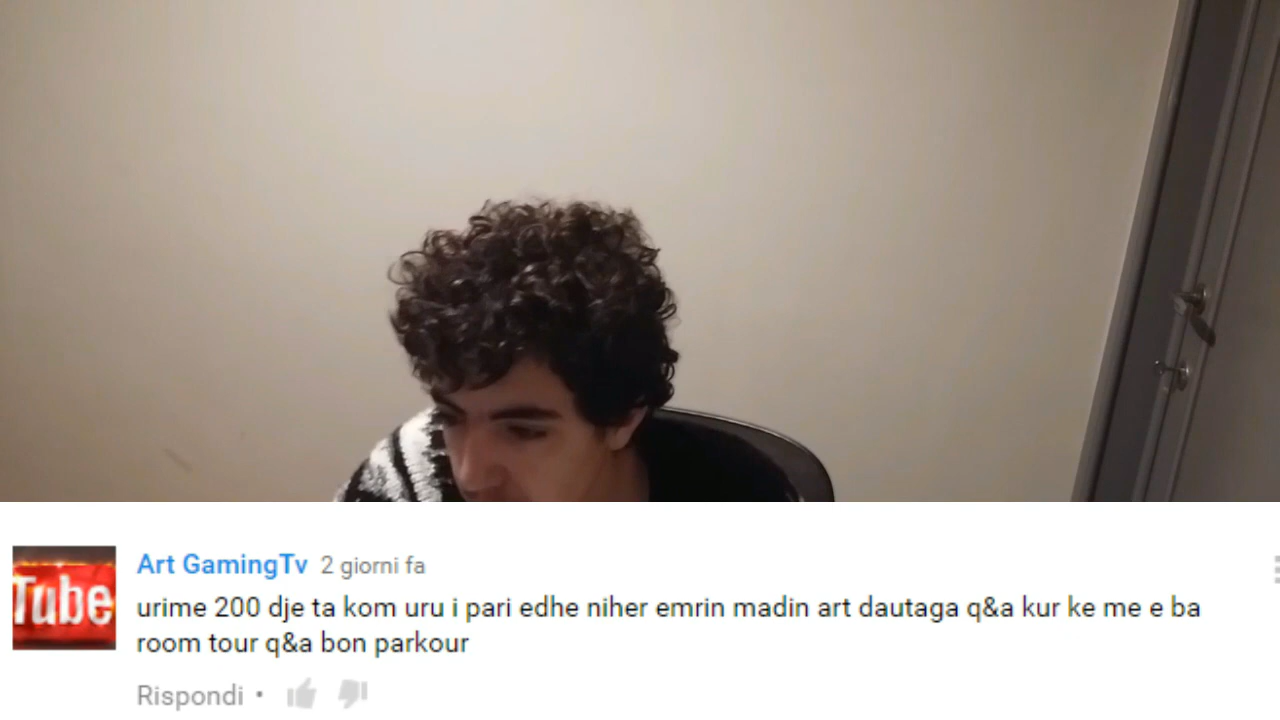 Tube
Art GamingTv 2 giorni fa
urime 200 dje ta kom uru i pari edhe niher emrin madin art dautaga q&a kur ke me e ba
room tour q&a bon parkour
Rispondi •